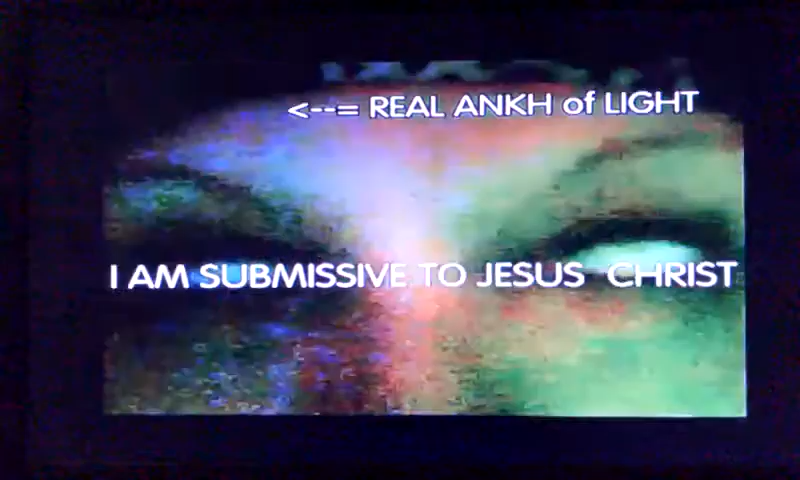 <--= REAL ANKH of LIGHT
I AM SUBMISSIVE TO JESUS CHRIST